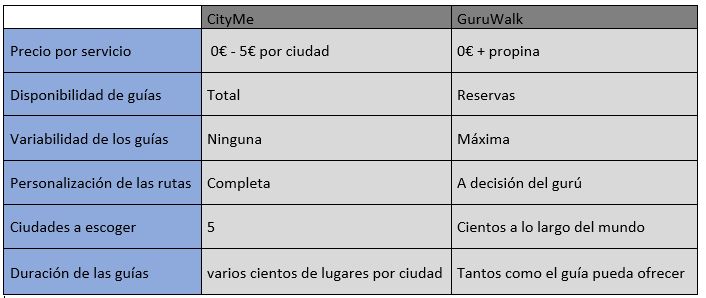 CityMe GuruWalk
Precio por servicio 0€ - 5€ por ciudad 0€ + propina
Disponibilidad de guías Total Reservas
Variabilidad de los guías Ninguna Máxima
Personalización de las rutas Completa A decisión del gurú
Ciudades a escoger 5 Cientos a lo largo del mundo
Duración de las guías varios cientos de lugares por ciudad Tantos como el guía pueda ofrecer